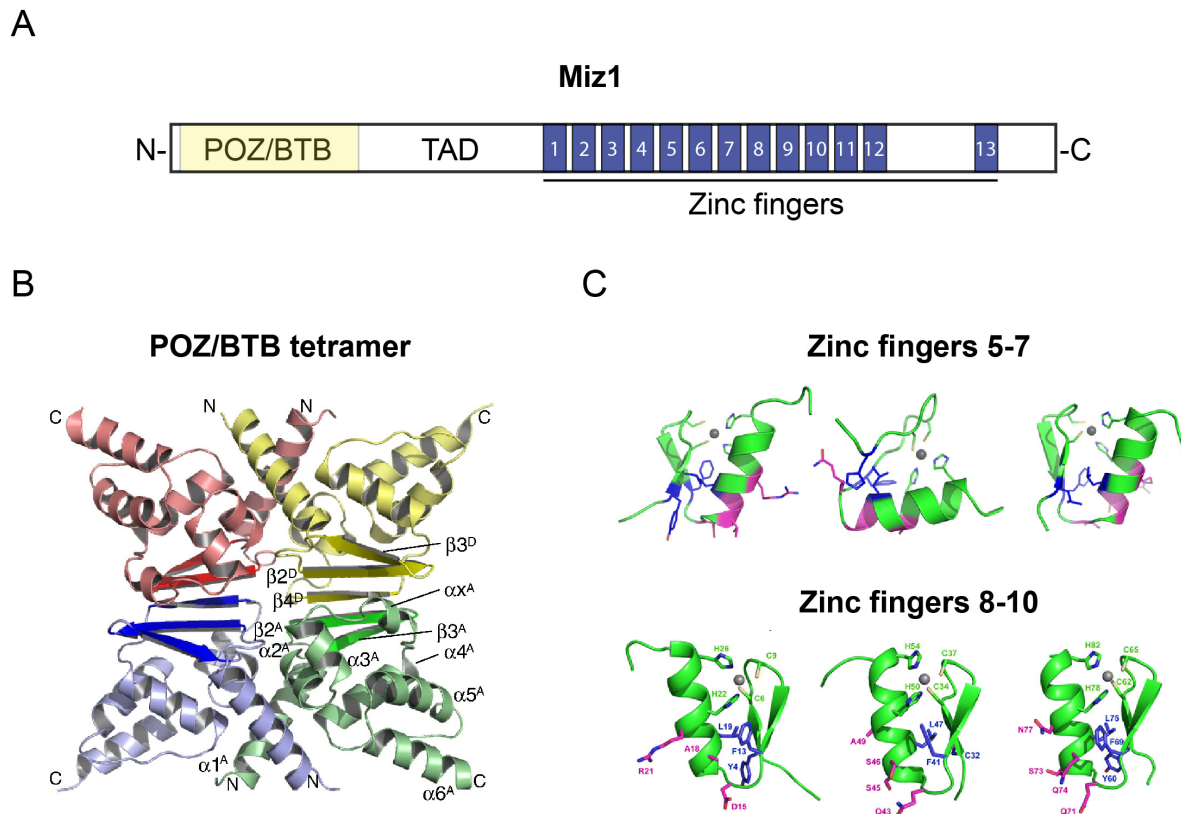 A
Miz1
N-
POZ/BTB
TAD
1 2 3 4 5 6 7 8 9 10 11 12 13
-C
Zinc fingers
B
POZ/BTB tetramer
C
N
N
C
β3ᴰ
β2ᴰ
αxᴬ
β4ᴰ
β2ᴬ
β3ᴬ
α2ᴬ
α3ᴬ
α4ᴬ
α5ᴬ
C
α1ᴬ
N
N
α6ᴬ
C
C
Zinc fingers 5-7
Zinc fingers 8-10
H26
C9
H22
C6
L19
A18
F13
R21
Y4
D15
H54
C37
H50
C34
L47
A49
S46
F41
C32
S45
Q43
H82
C65
H78
C62
L75
N77
F69
S73
Y60
Q74
Q71